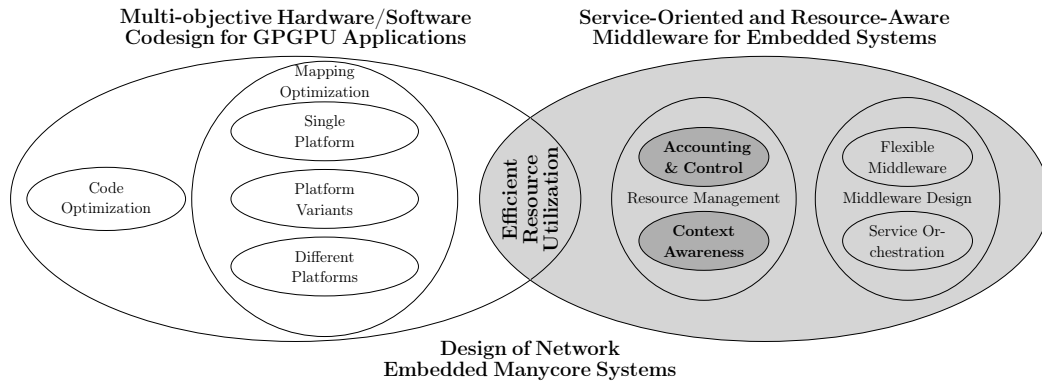 Multi-objective Hardware/Software
Codesign for GPGPU Applications
Service-Oriented and Resource-Aware
Middleware for Embedded Systems
Mapping
Optimization
Single
Platform
Code
Optimization
Platform
Variants
Different
Platforms
Efficient
Resource
Utilization
Accounting
& Control
Resource Management
Context
Awareness
Flexible
Middleware
Middleware Design
Service Or-
chestration
Design of Network
Embedded Manycore Systems